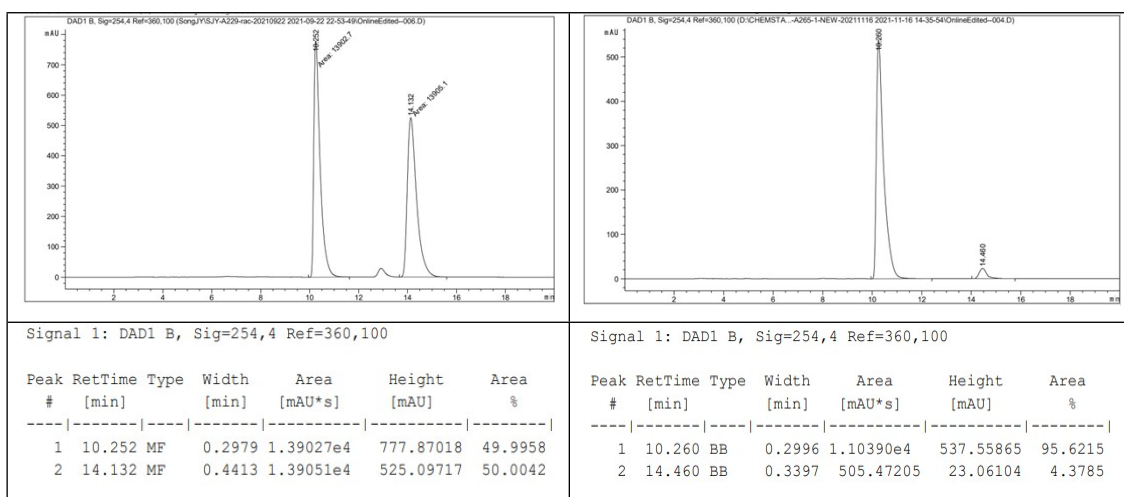 DAD1 B, Sig=254,4 Ref=360,100 (SongJY\SJY-A229-rac-20210922 2021-09-22 22-53-49\OnlineEdited--006.D)
mAU
10.252
Area: 13902.7
14.132
Area: 13905.1
700
600
500
400
300
200
100
0
2 4 6 8 10 12 14 16 18 min
DAD1 B, Sig=254,4 Ref=360,100 (D:\CHEMSTA...-A265-1-NEW-20211116 2021-11-16 14-35-54\OnlineEdited--004.D)
mAU
10.260
14.460
500
400
300
200
100
0
2 4 6 8 10 12 14 16 18 min
Signal 1: DAD1 B, Sig=254,4 Ref=360,100
Peak RetTime Type Width Area Height Area
# [min] [min] [mAU*s] [mAU] %
----|-------|----|-------|----------|----------|--------|
1 10.252 MF 0.2979 1.39027e4 777.87018 49.9958
2 14.132 MF 0.4413 1.39051e4 525.09717 50.0042
Signal 1: DAD1 B, Sig=254,4 Ref=360,100
Peak RetTime Type Width Area Height Area
# [min] [min] [mAU*s] [mAU] %
----|-------|----|-------|----------|----------|--------|
1 10.260 BB 0.2996 1.10390e4 537.55865 95.6215
2 14.460 BB 0.3397 505.47205 23.06104 4.3785